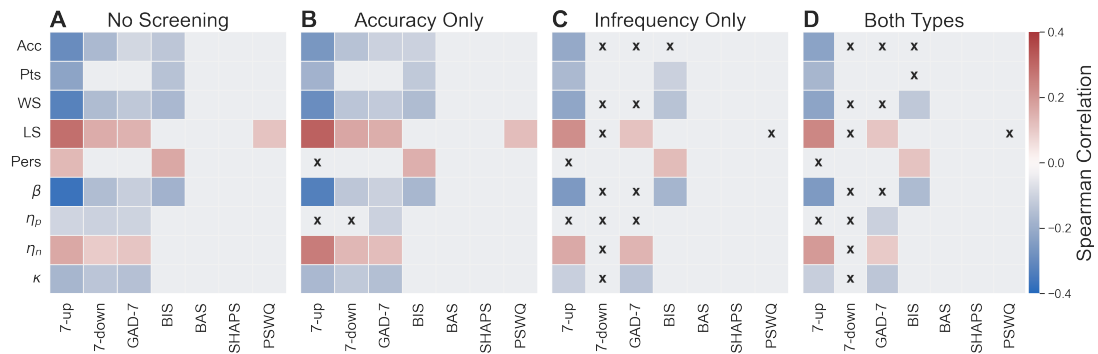 A No Screening
B Accuracy Only
C Infrequency Only
D Both Types
Acc x x x x x x
Pts x
WS x x x x
LS x x x x
Pers x x x
β x x x x
ηp x x x x x x x
ηn x x
κ x x
7-up 7-down GAD-7 BIS BAS SHAPS PSWQ
7-up 7-down GAD-7 BIS BAS SHAPS PSWQ
7-up 7-down GAD-7 BIS BAS SHAPS PSWQ
7-up 7-down GAD-7 BIS BAS SHAPS PSWQ
0.4
0.2
0.0
−0.2
−0.4
Spearman Correlation